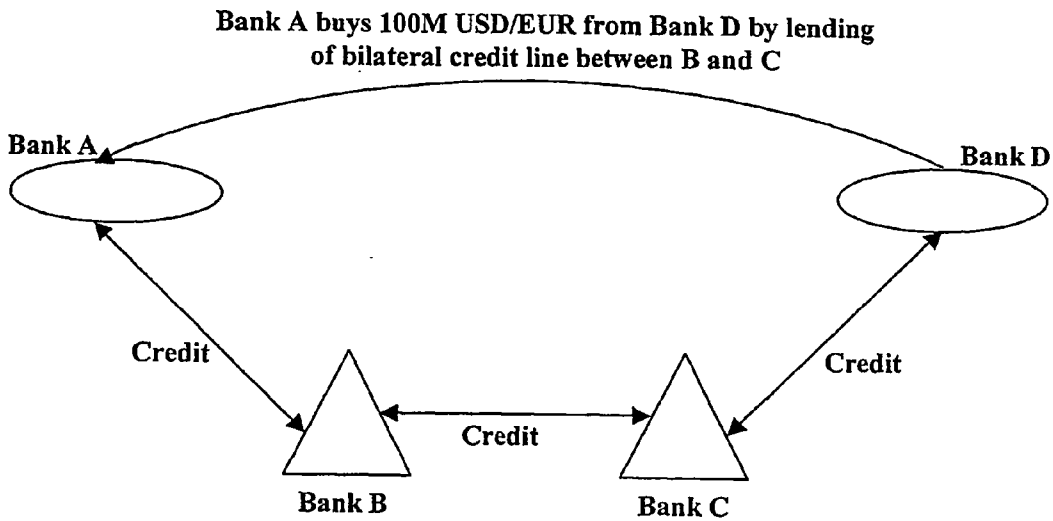 Bank A buys 100M USD/EUR from Bank D by lending
of bilateral credit line between B and C
Bank A
Bank D
Credit
Credit
Credit
Bank B
Bank C